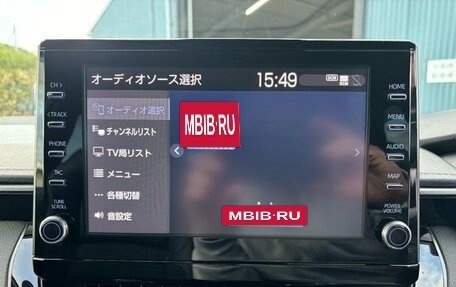 オーディオソース選択
15:49
DCM
オーディオ選択
チャンネルリスト
TV局リスト
メニュー
各種切替
音設定
MBIB·RU
MBIB·RU
CH>
<TRACK
PHONE
TUNE
SCROLL
HOME
MENU
AUDIO
MAP
POWER
VOLUME